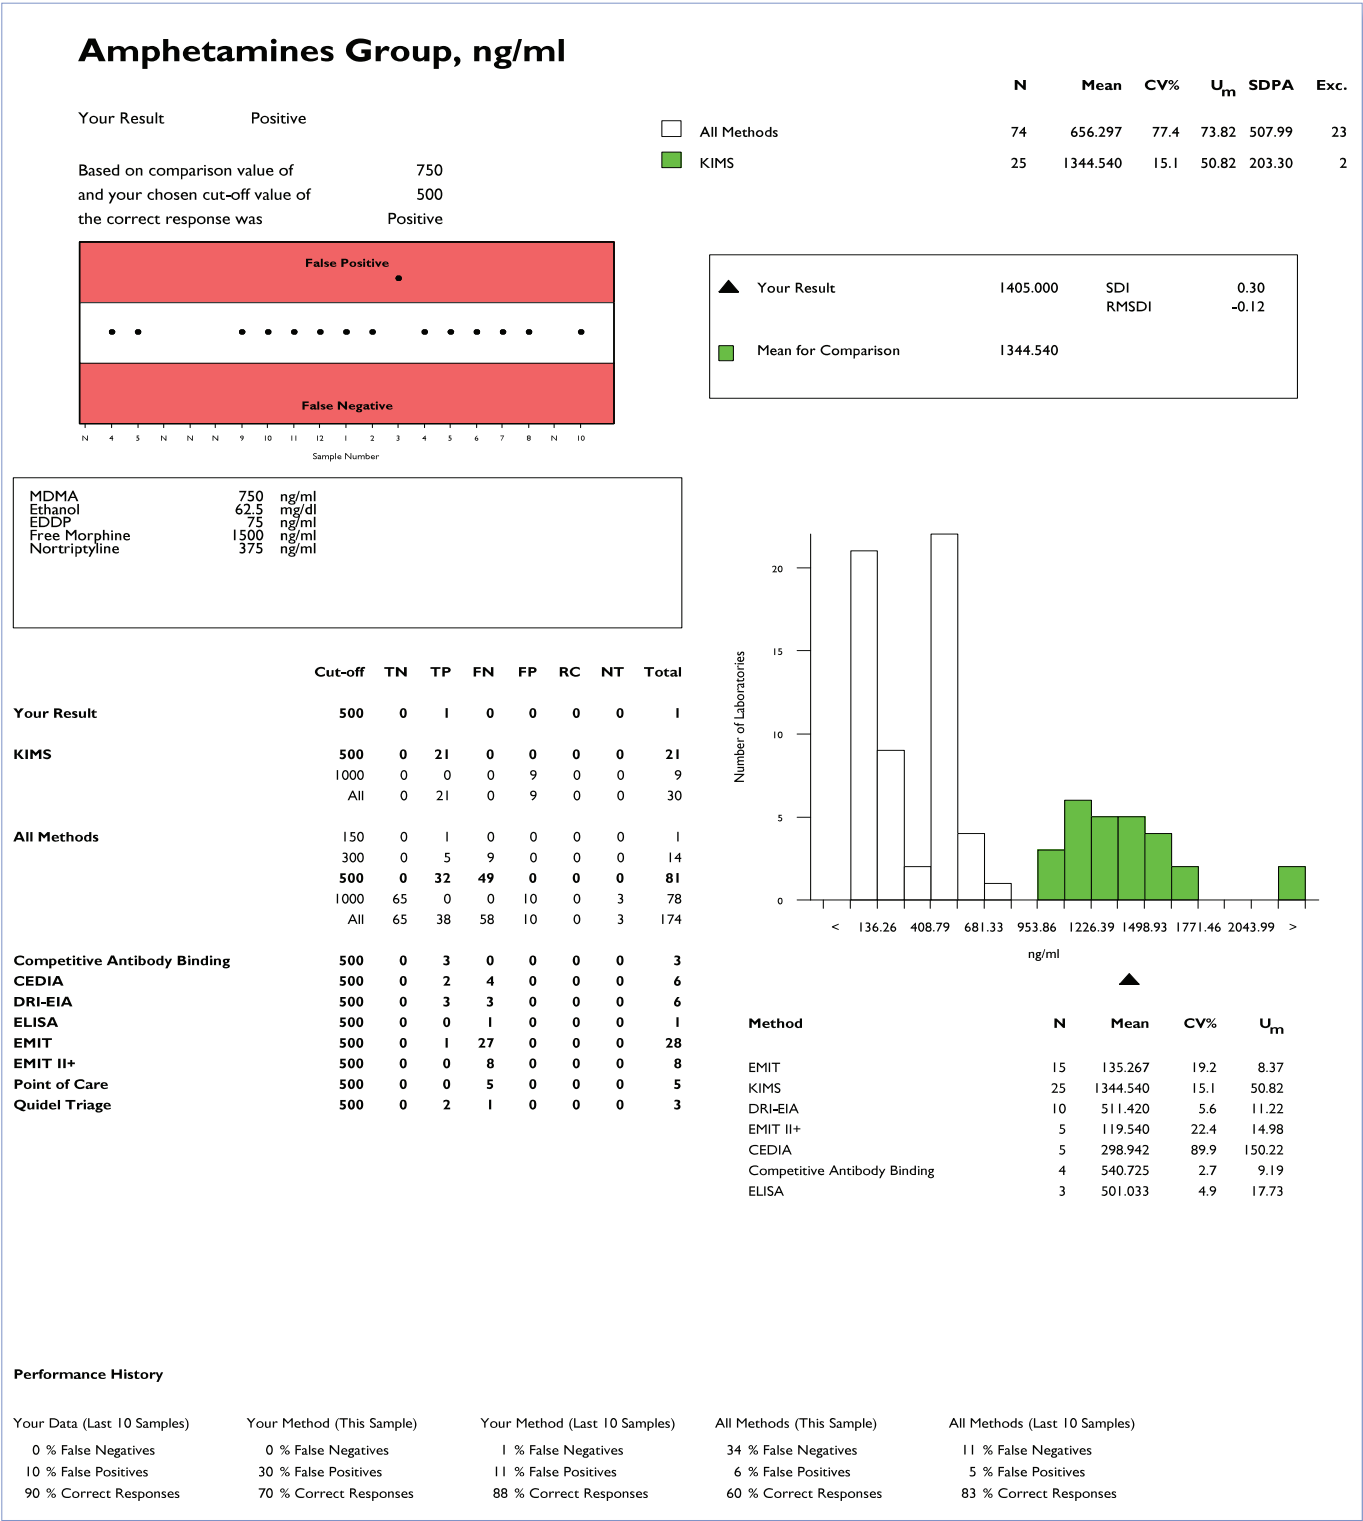 Amphetamines Group, ng/ml
N Mean CV% Um SDPA Exc.
All Methods 74 656.297 77.4 73.82 507.99 23
KIMS 25 1344.540 15.1 50.82 203.30 2
Your Result Positive
Based on comparison value of 750
and your chosen cut-off value of 500
the correct response was Positive
False Positive
False Negative
N 4 5 N N N 9 10 11 12 1 2 3 4 5 6 7 8 N 10
Sample Number
Your Result 1405.000 SDI 0.30
RMSDI -0.12
Mean for Comparison 1344.540
MDMA 750 ng/ml
Ethanol 62.5 mg/dl
EDDP 75 ng/ml
Free Morphine 1500 ng/ml
Nortriptyline 375 ng/ml
Cut-off TN TP FN FP RC NT Total
Your Result 500 0 1 0 0 0 0 1
KIMS 500 0 21 0 0 0 0 21
1000 0 0 0 9 0 0 9
All 0 21 0 9 0 0 30
All Methods 150 0 1 0 0 0 0 1
300 0 5 9 0 0 0 14
500 0 32 49 0 0 0 81
1000 65 0 0 10 0 3 78
All 65 38 58 10 0 3 174
Competitive Antibody Binding 500 0 3 0 0 0 0 3
CEDIA 500 0 2 4 0 0 0 6
DRI-EIA 500 0 3 3 0 0 0 6
ELISA 500 0 0 1 0 0 0 1
EMIT 500 0 1 27 0 0 0 28
EMIT II+ 500 0 0 8 0 0 0 8
Point of Care 500 0 0 5 0 0 0 5
Quidel Triage 500 0 2 1 0 0 0 3
Number of Laboratories
20
15
10
5
0
< 136.26 408.79 681.33 953.86 1226.39 1498.93 1771.46 2043.99 >
ng/ml
Method N Mean CV% Um
EMIT 15 135.267 19.2 8.37
KIMS 25 1344.540 15.1 50.82
DRI-EIA 10 511.420 5.6 11.22
EMIT II+ 5 119.540 22.4 14.98
CEDIA 5 298.942 89.9 150.22
Competitive Antibody Binding 4 540.725 2.7 9.19
ELISA 3 501.033 4.9 17.73
Performance History
Your Data (Last 10 Samples) Your Method (This Sample) Your Method (Last 10 Samples) All Methods (This Sample) All Methods (Last 10 Samples)
0 % False Negatives 0 % False Negatives 1 % False Negatives 34 % False Negatives 11 % False Negatives
10 % False Positives 30 % False Positives 11 % False Positives 6 % False Positives 5 % False Positives
90 % Correct Responses 70 % Correct Responses 88 % Correct Responses 60 % Correct Responses 83 % Correct Responses